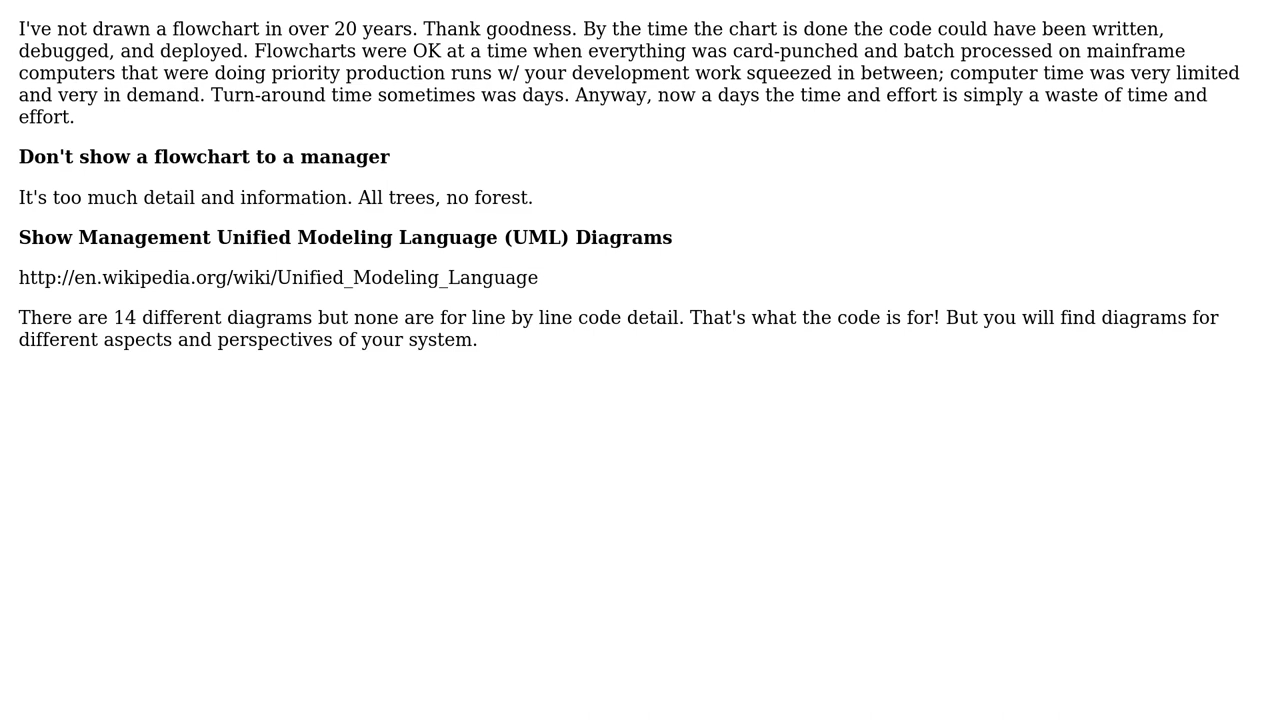 I've not drawn a flowchart in over 20 years. Thank goodness. By the time the chart is done the code could have been written,
debugged, and deployed. Flowcharts were OK at a time when everything was card-punched and batch processed on mainframe
computers that were doing priority production runs w/ your development work squeezed in between; computer time was very limited
and very in demand. Turn-around time sometimes was days. Anyway, now a days the time and effort is simply a waste of time and
effort.
Don't show a flowchart to a manager
It's too much detail and information. All trees, no forest.
Show Management Unified Modeling Language (UML) Diagrams
http://en.wikipedia.org/wiki/Unified_Modeling_Language
There are 14 different diagrams but none are for line by line code detail. That's what the code is for! But you will find diagrams for
different aspects and perspectives of your system.